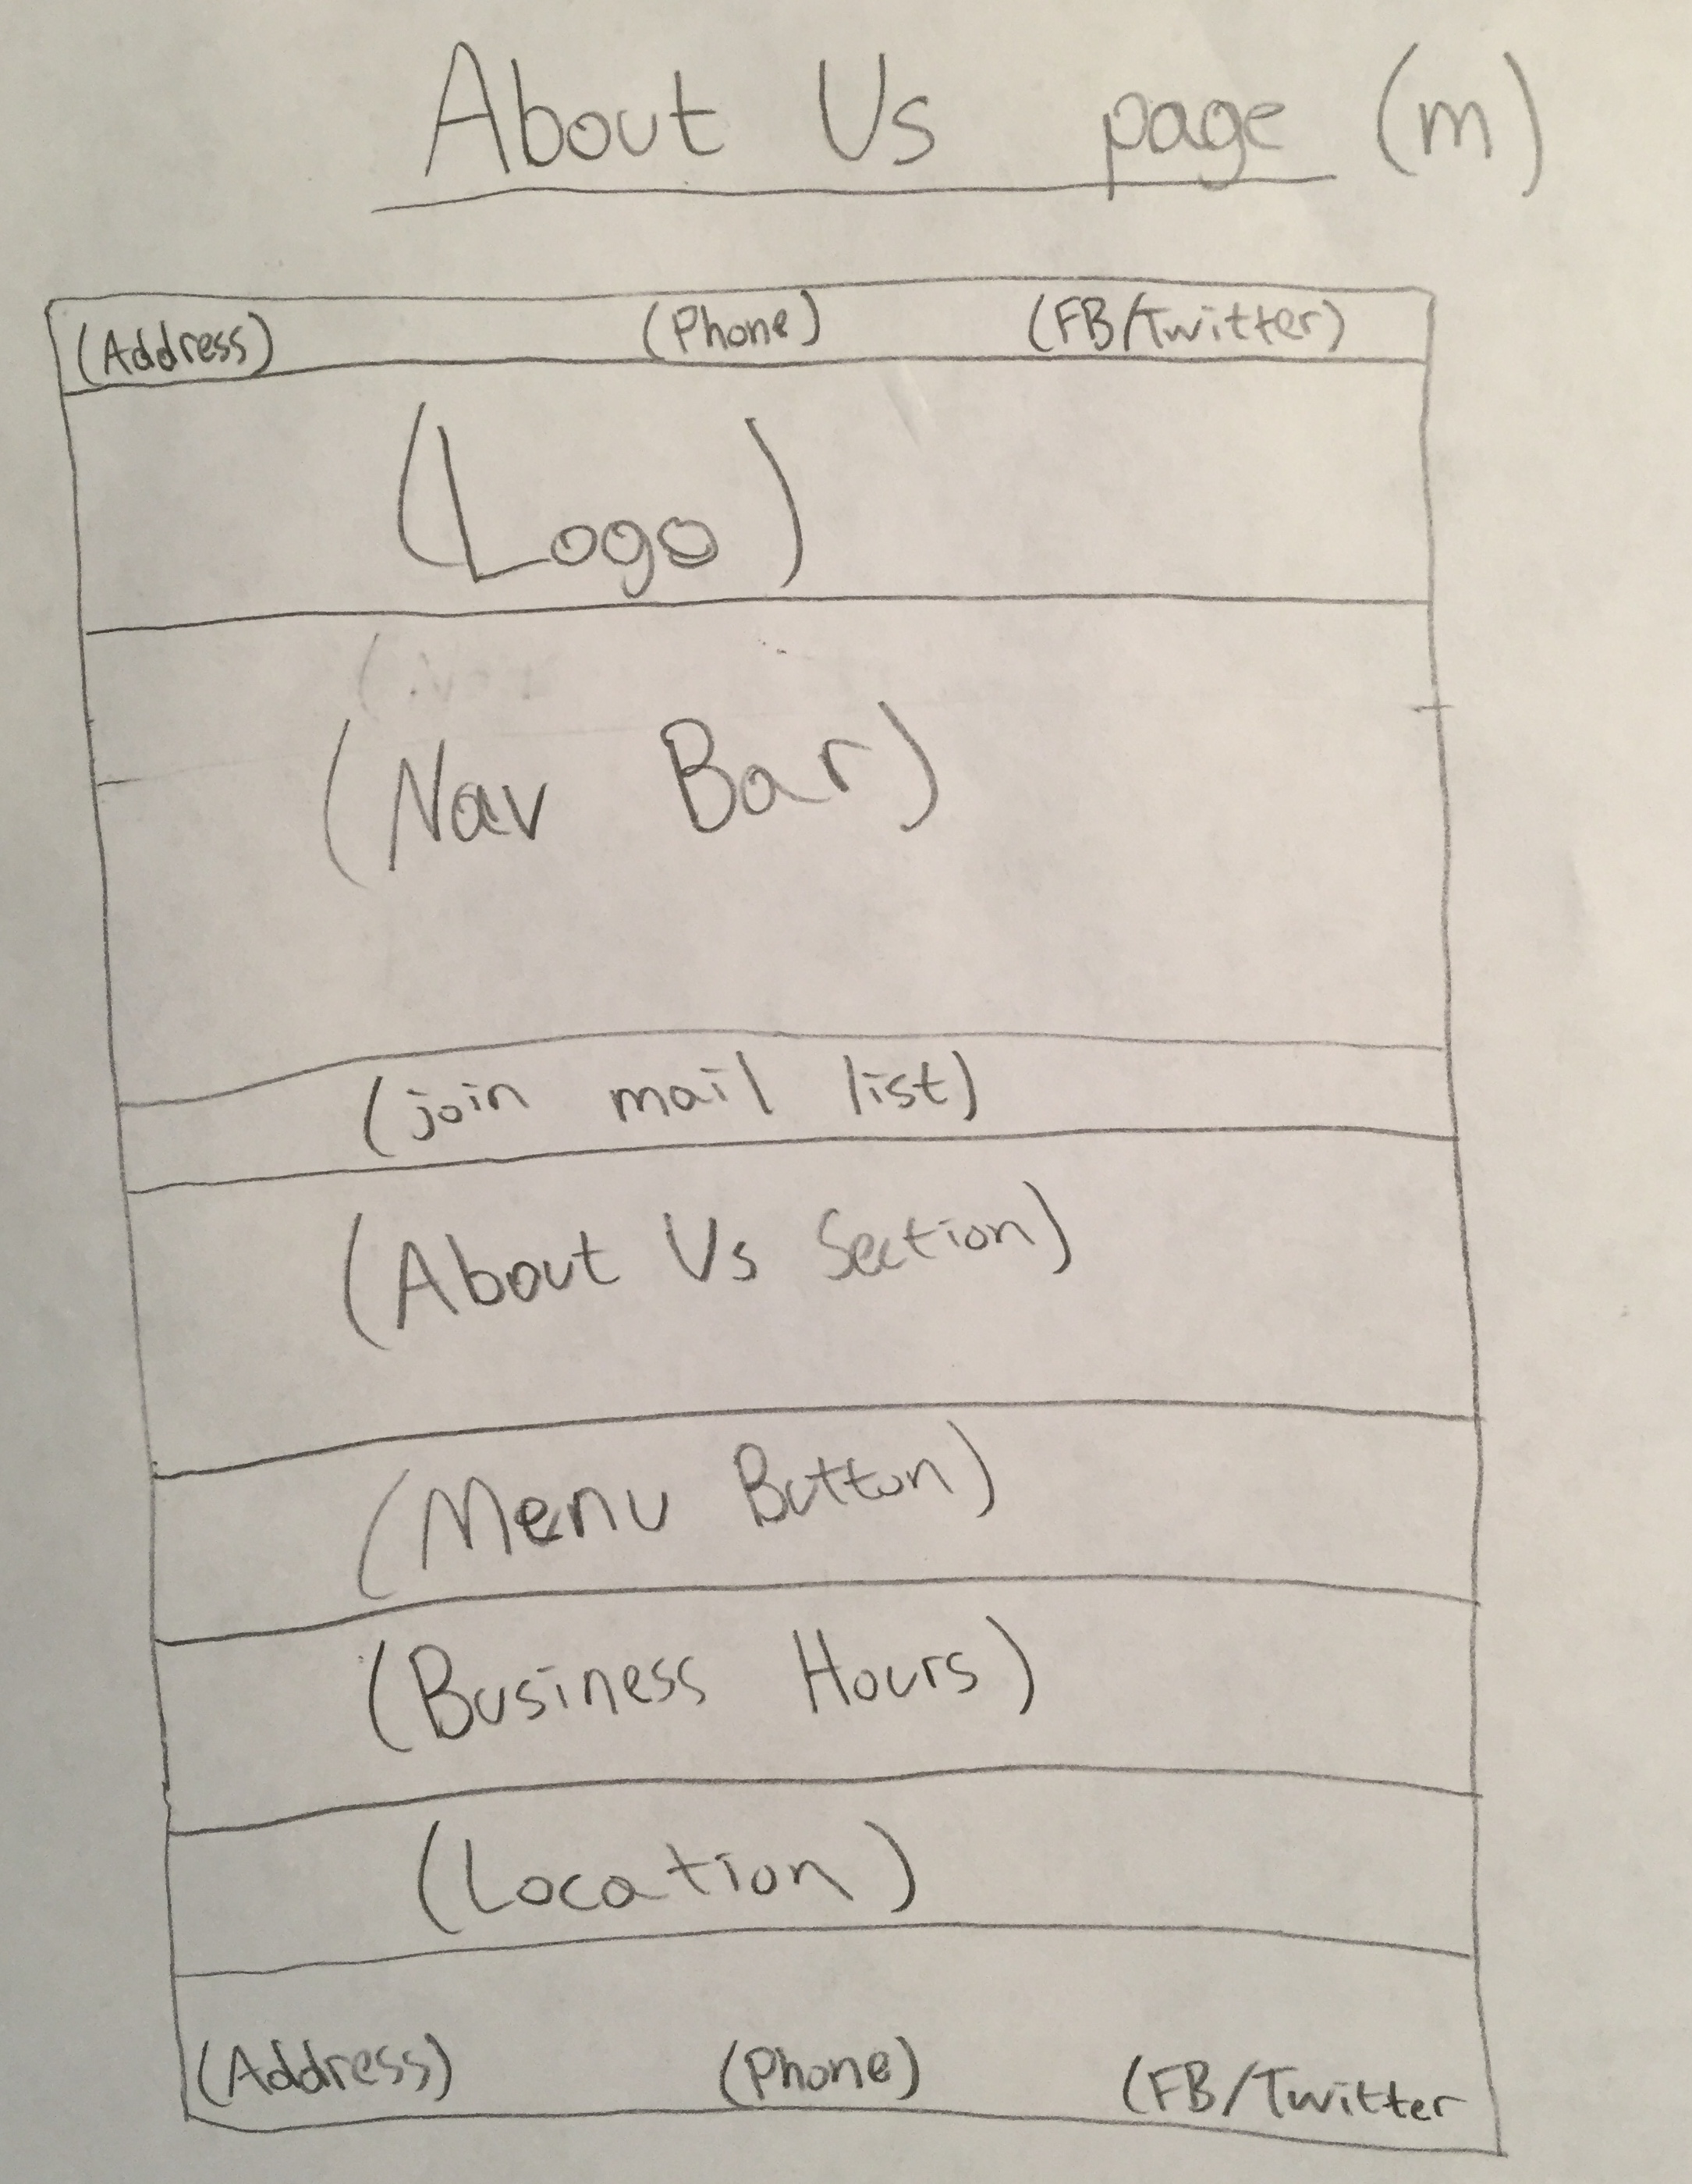 About Us page (m)
(Address) (Phone) (FB/Twitter)
(Logo)
(Nav Bar)
(join mail list)
(About Us Section)
(Menu Button)
(Business Hours)
(Location)
(Address) (Phone) (FB/Twitter